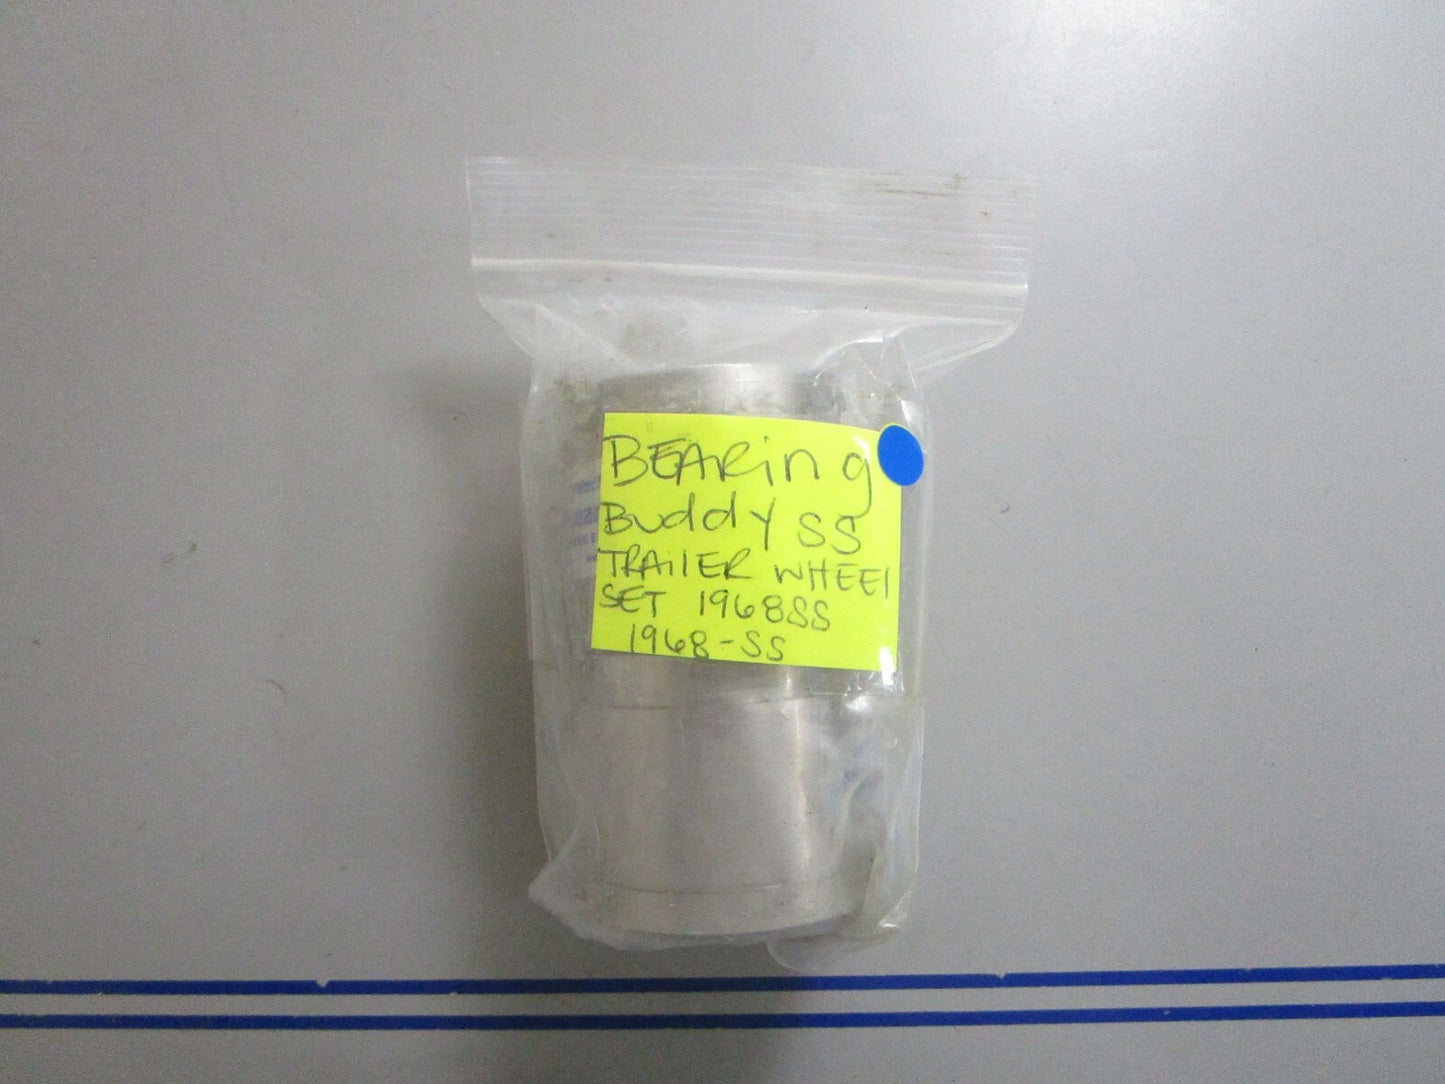 BEARing
Buddy SS
TRAilER WHEEl
SET 1968SS
1968-SS